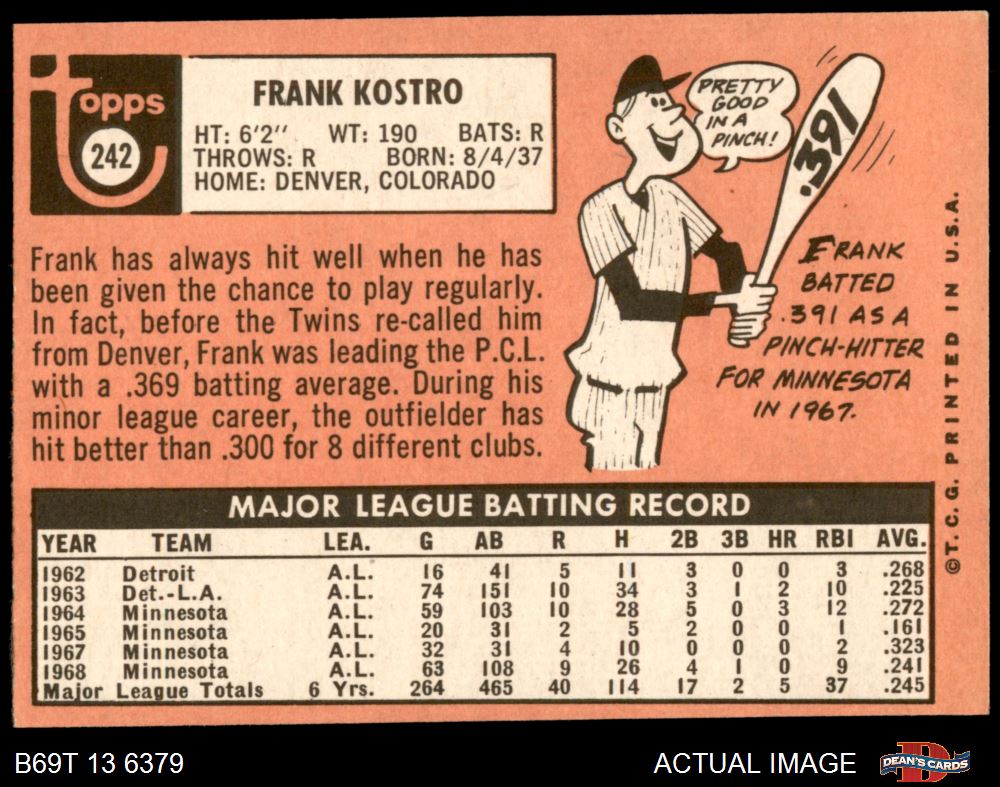 Topps
242
FRANK KOSTRO
HT: 6'2" WT: 190 BATS: R
THROWS: R BORN: 8/4/37
HOME: DENVER, COLORADO
PRETTY
GOOD
IN A
PINCH!
.391
Frank has always hit well when he has
been given the chance to play regularly.
In fact, before the Twins re-called him
from Denver, Frank was leading the P.C.L.
with a .369 batting average. During his
minor league career, the outfielder has
hit better than .300 for 8 different clubs.
FRANK
BATTED
.391 AS A
PINCH-HITTER
FOR MINNESOTA
IN 1967.
©T. C. G. PRINTED IN U.S.A.
MAJOR LEAGUE BATTING RECORD
YEAR TEAM LEA. G AB R H 2B 3B HR RBI AVG.
1962 Detroit A.L. 16 41 5 11 3 0 0 3 .268
1963 Det.-L.A. A.L. 74 151 10 34 3 1 2 10 .225
1964 Minnesota A.L. 59 103 10 28 5 0 3 12 .272
1965 Minnesota A.L. 20 31 2 5 2 0 0 1 .161
1967 Minnesota A.L. 32 31 4 10 0 0 0 2 .323
1968 Minnesota A.L. 63 108 9 26 4 1 0 9 .241
Major League Totals 6 Yrs. 264 465 40 114 17 2 5 37 .245
B69T 13 6379
ACTUAL IMAGE
DEAN'S CARDS